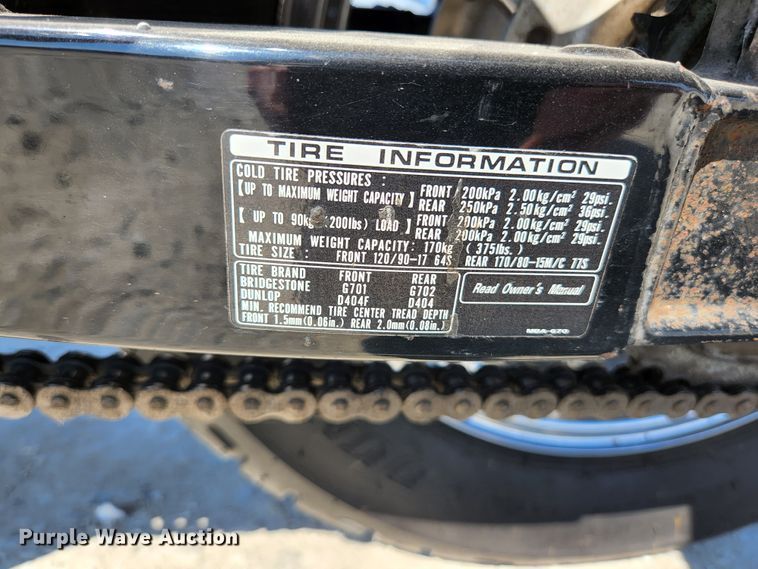 TIRE INFORMATION
COLD TIRE PRESSURES :
[UP TO MAXIMUM WEIGHT CAPACITY] FRONT 200kPa 2.00kg/cm² 29psi.
REAR 250kPa 2.50kg/cm² 36psi.
[UP TO 90kg (200lbs) LOAD] FRONT 200kPa 2.00kg/cm² 29psi.
REAR 200kPa 2.00kg/cm² 29psi.
MAXIMUM WEIGHT CAPACITY: 170kg (375lbs.)
TIRE SIZE: FRONT 120/90-17 64S REAR 170/80-15M/C 77S
TIRE BRAND FRONT REAR
BRIDGESTONE G701 G702
DUNLOP D404F D404
MIN. RECOMMEND TIRE CENTER TREAD DEPTH
FRONT 1.5mm(0.06in.) REAR 2.0mm(0.08in.)
Read Owner's Manual
Purple Wave Auction